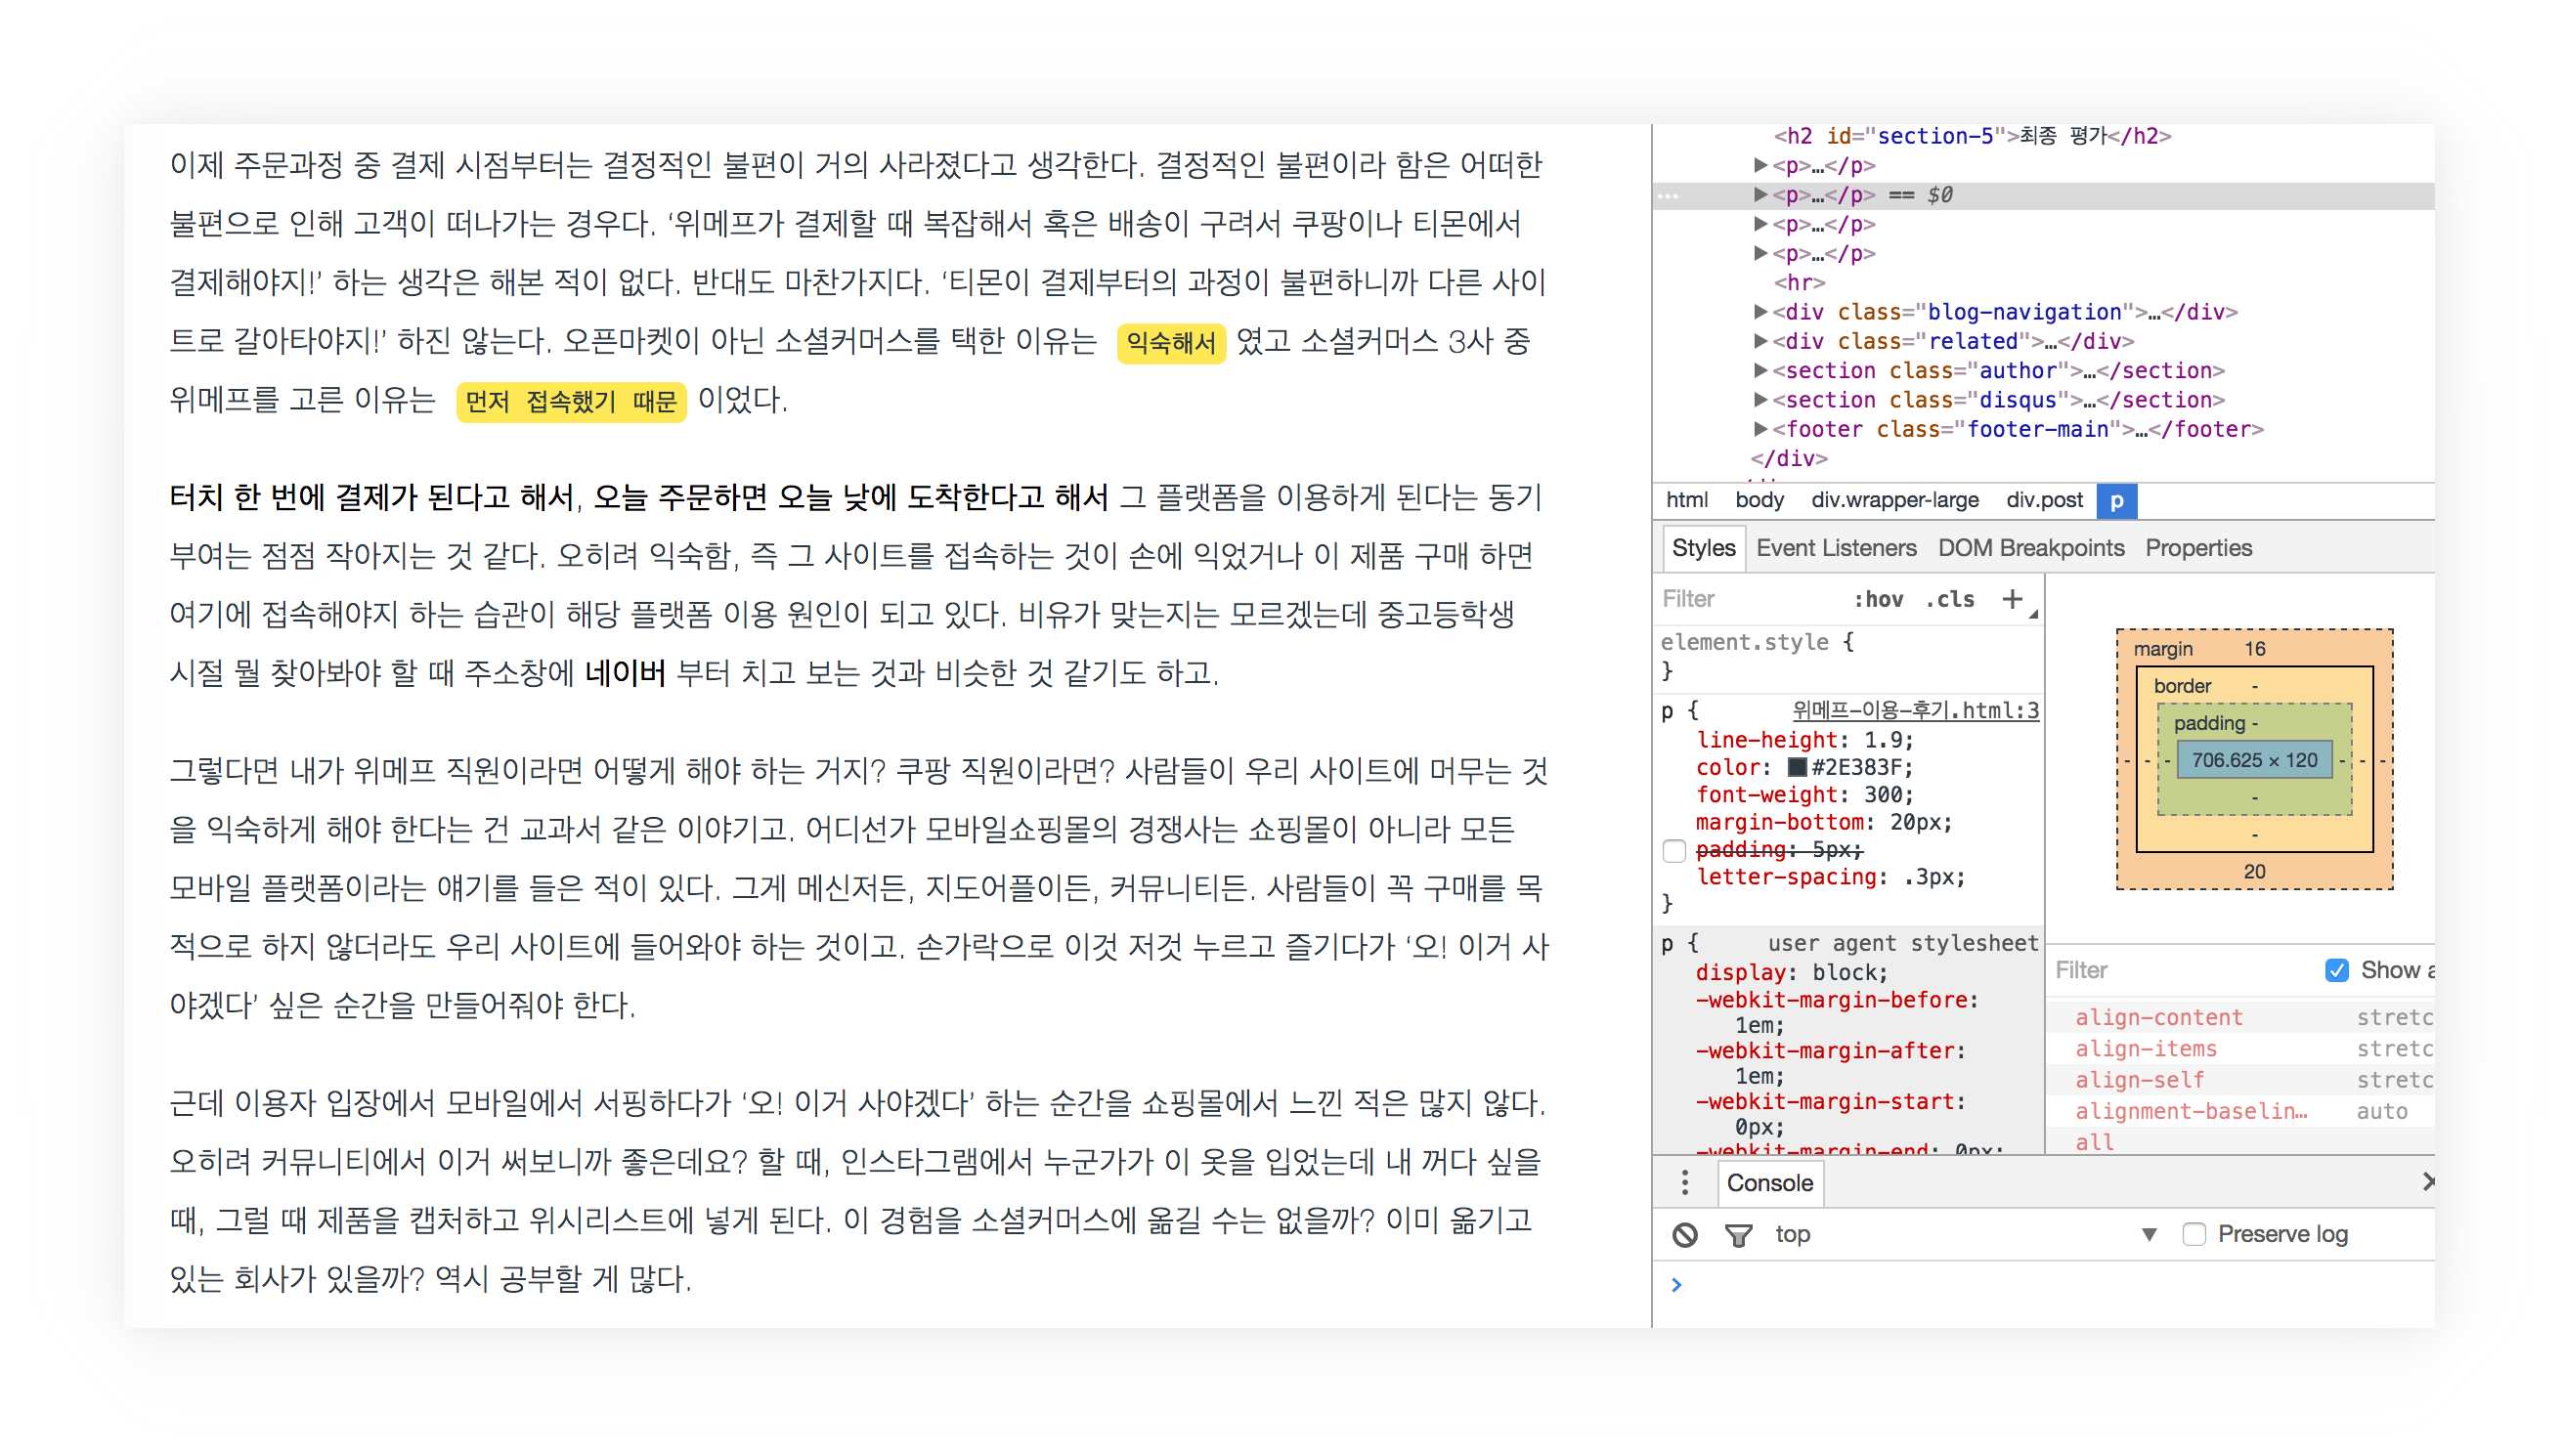 이제 주문과정 중 결제 시점부터는 결정적인 불편이 거의 사라졌다고 생각한다. 결정적인 불편이라 함은 어떠한
불편으로 인해 고객이 떠나가는 경우다. ‘위메프가 결제할 때 복잡해서 혹은 배송이 구려서 쿠팡이나 티몬에서
결제해야지!’ 하는 생각은 해본 적이 없다. 반대도 마찬가지다. ‘티몬이 결제부터의 과정이 불편하니까 다른 사이
트로 갈아타야지!’ 하진 않는다. 오픈마켓이 아닌 소셜커머스를 택한 이유는 익숙해서 였고 소셜커머스 3사 중
위메프를 고른 이유는 먼저 접속했기 때문 이었다.
터치 한 번에 결제가 된다고 해서, 오늘 주문하면 오늘 낮에 도착한다고 해서 그 플랫폼을 이용하게 된다는 동기
부여는 점점 작아지는 것 같다. 오히려 익숙함, 즉 그 사이트를 접속하는 것이 손에 익었거나 이 제품 구매 하면
여기에 접속해야지 하는 습관이 해당 플랫폼 이용 원인이 되고 있다. 비유가 맞는지는 모르겠는데 중고등학생
시절 뭘 찾아봐야 할 때 주소창에 네이버 부터 치고 보는 것과 비슷한 것 같기도 하고.
그렇다면 내가 위메프 직원이라면 어떻게 해야 하는 거지? 쿠팡 직원이라면? 사람들이 우리 사이트에 머무는 것
을 익숙하게 해야 한다는 건 교과서 같은 이야기고. 어디선가 모바일쇼핑몰의 경쟁사는 쇼핑몰이 아니라 모든
모바일 플랫폼이라는 얘기를 들은 적이 있다. 그게 메신저든, 지도어플이든, 커뮤니티든. 사람들이 꼭 구매를 목
적으로 하지 않더라도 우리 사이트에 들어와야 하는 것이고. 손가락으로 이것 저것 누르고 즐기다가 ‘오! 이거 사
야겠다’ 싶은 순간을 만들어줘야 한다.
근데 이용자 입장에서 모바일에서 서핑하다가 ‘오! 이거 사야겠다’ 하는 순간을 쇼핑몰에서 느낀 적은 많지 않다.
오히려 커뮤니티에서 이거 써보니까 좋은데요? 할 때, 인스타그램에서 누군가가 이 옷을 입었는데 내 꺼다 싶을
때, 그럴 때 제품을 캡처하고 위시리스트에 넣게 된다. 이 경험을 소셜커머스에 옮길 수는 없을까? 이미 옮기고
있는 회사가 있을까? 역시 공부할 게 많다.
<h2 id="section-5">최종 평가</h2>
▶<p>…</p>
▶<p>…</p> == $0
▶<p>…</p>
▶<p>…</p>
<hr>
▶<div class="blog-navigation">…</div>
▶<div class="related">…</div>
▶<section class="author">…</section>
▶<section class="disqus">…</section>
▶<footer class="footer-main">…</footer>
</div>
html body div.wrapper-large div.post p
Styles Event Listeners DOM Breakpoints Properties
Filter :hov .cls +
element.style {
}
p { 위메프-이용-후기.html:3
line-height: 1.9;
color: #2E383F;
font-weight: 300;
margin-bottom: 20px;
padding: 5px;
letter-spacing: .3px;
}
p { user agent stylesheet
display: block;
-webkit-margin-before:
1em;
-webkit-margin-after:
1em;
-webkit-margin-start:
0px;
-webkit-margin-end: 0px;
margin 16
border -
padding -
- - - 706.625 × 120 - - -
-
-
20
Filter Show a
align-content stretc
align-items stretc
align-self stretc
alignment-baselin… auto
all
Console
top ▼ Preserve log